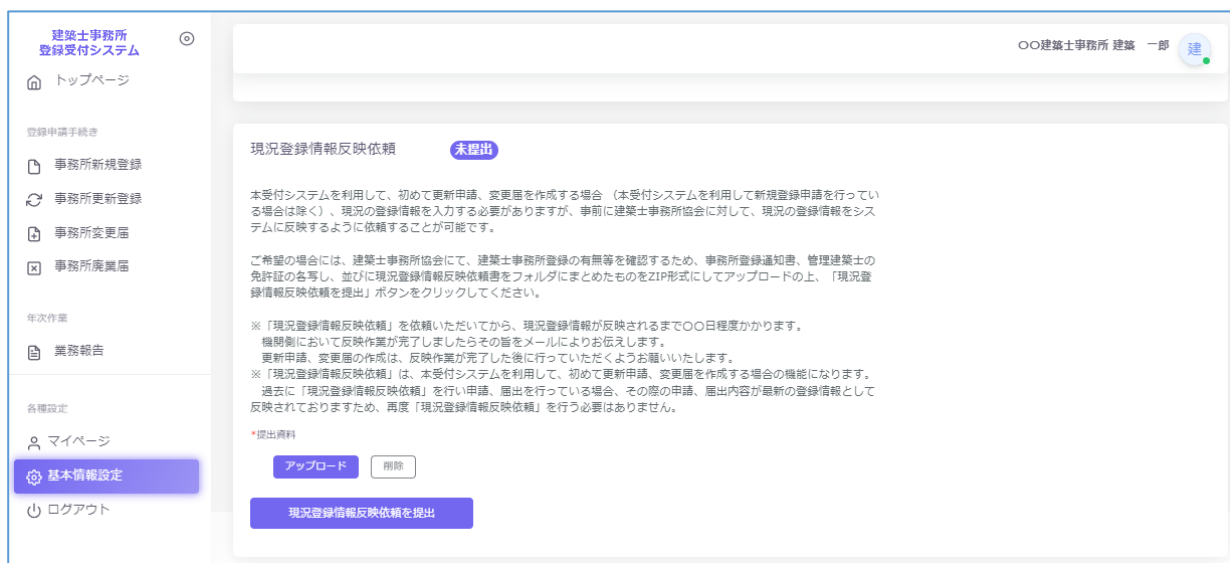 建築士事務所
登録受付システム
トップページ
登録申請手続き
事務所新規登録
事務所更新登録
事務所変更届
事務所廃業届
年次作業
業務報告
各種設定
マイページ
基本情報設定
ログアウト
〇〇建築士事務所 建築 一郎
建
現況登録情報反映依頼 未提出
本受付システムを利用して、初めて更新申請、変更届を作成する場合 （本受付システムを利用して新規登録申請を行ってい
る場合は除く）、現況の登録情報を入力する必要がありますが、事前に建築士事務所協会に対して、現況の登録情報をシス
テムに反映するように依頼することが可能です。
ご希望の場合には、建築士事務所協会にて、建築士事務所登録の有無等を確認するため、事務所登録通知書、管理建築士の
免許証の各写し、並びに現況登録情報反映依頼書をフォルダにまとめたものをZIP形式にしてアップロードの上、「現況登
録情報反映依頼を提出」ボタンをクリックしてください。
※「現況登録情報反映依頼」を依頼いただいてから、現況登録情報が反映されるまで〇〇日程度かかります。
機関側において反映作業が完了しましたらその旨をメールによりお伝えします。
更新申請、変更届の作成は、反映作業が完了した後に行っていただくようお願いいたします。
※「現況登録情報反映依頼」は、本受付システムを利用して、初めて更新申請、変更届を作成する場合の機能になります。
過去に「現況登録情報反映依頼」を行い申請、届出を行っている場合、その際の申請、届出内容が最新の登録情報として
反映されておりますため、再度「現況登録情報反映依頼」を行う必要はありません。
*提出資料
アップロード 削除
現況登録情報反映依頼を提出